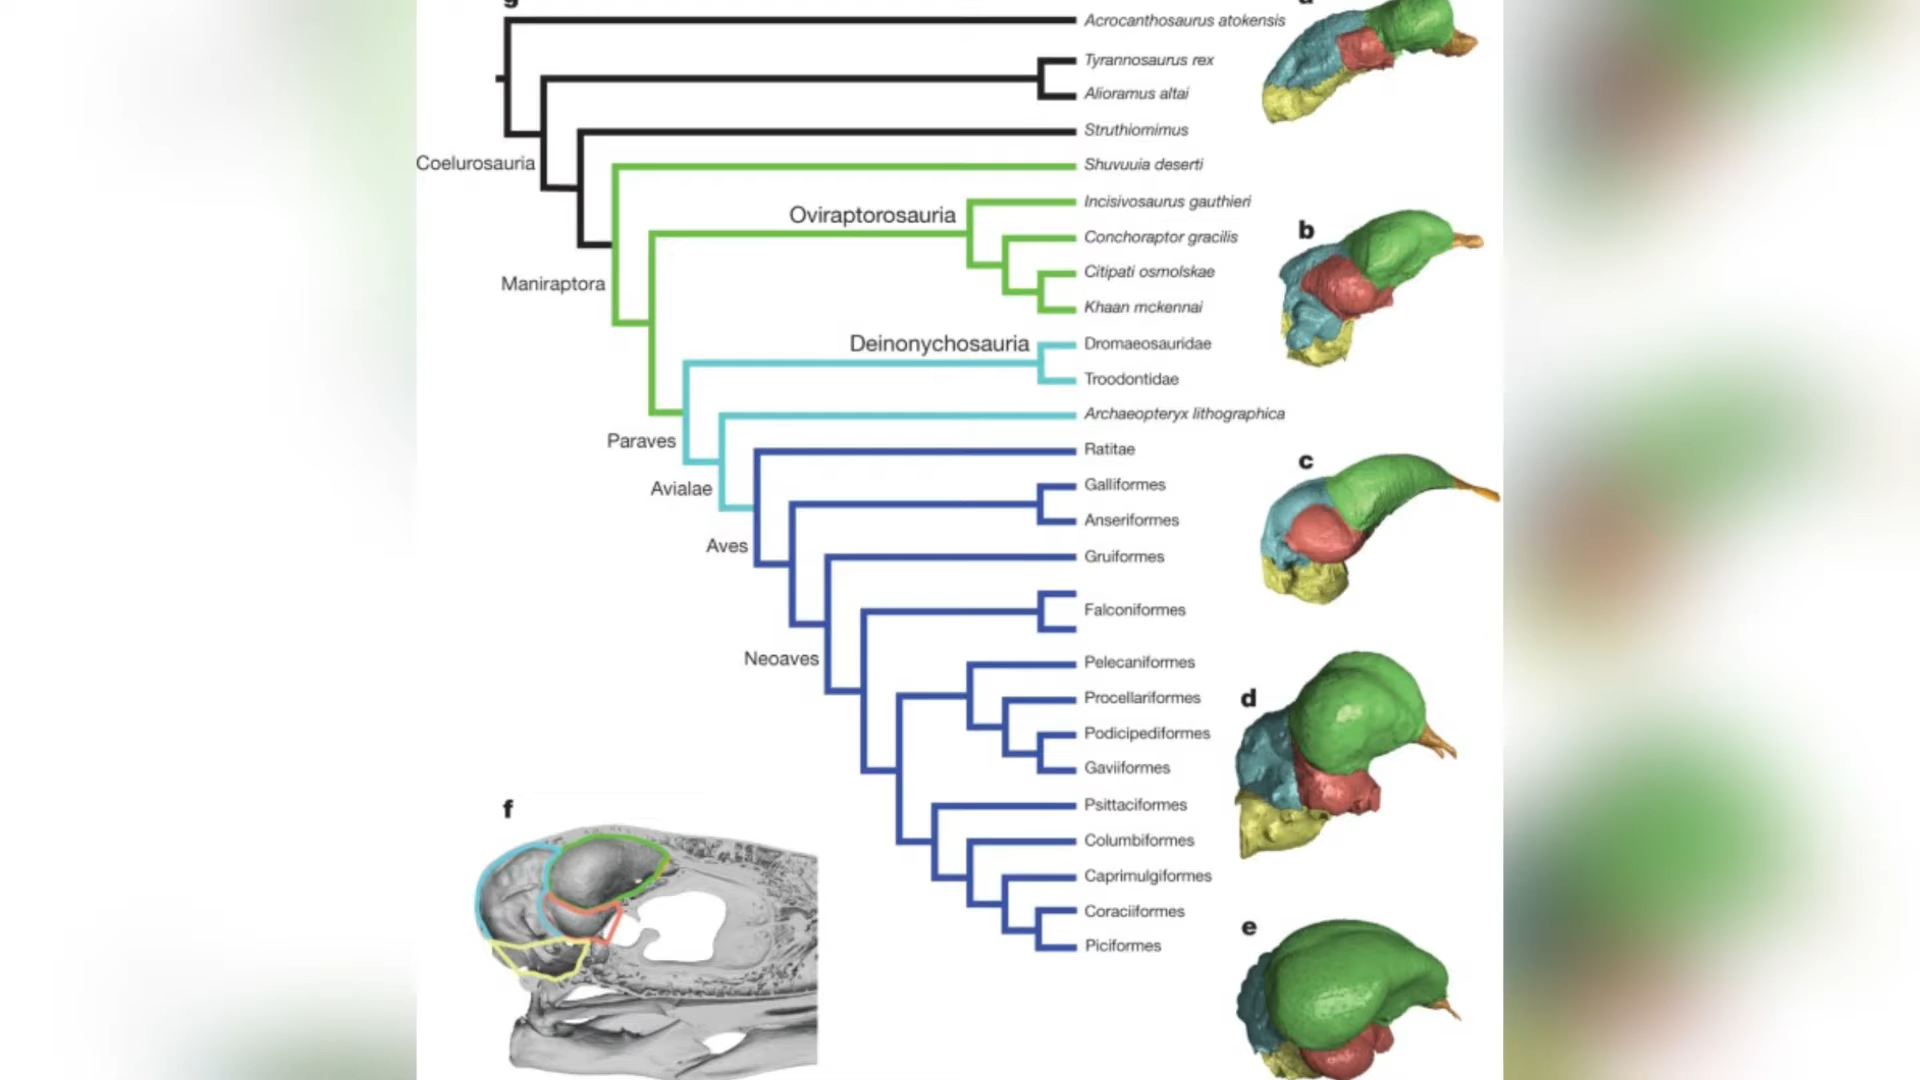 g
Acrocanthosaurus atokensis
Tyrannosaurus rex
Alioramus altai
Struthiomimus
Coelurosauria
Shuvuuia deserti
Incisivosaurus gauthieri
Oviraptorosauria
Conchoraptor gracilis
b
Citipati osmolskae
Maniraptora
Khaan mckennai
Deinonychosauria
Dromaeosauridae
Troodontidae
Archaeopteryx lithographica
Paraves
Ratitae
c
Avialae
Galliformes
Anseriformes
Aves
Gruiformes
Falconiformes
Neoaves
Pelecaniformes
Procellariformes
d
Podicipediformes
Gaviiformes
Psittaciformes
f
Columbiformes
Caprimulgiformes
Coraciiformes
e
Piciformes